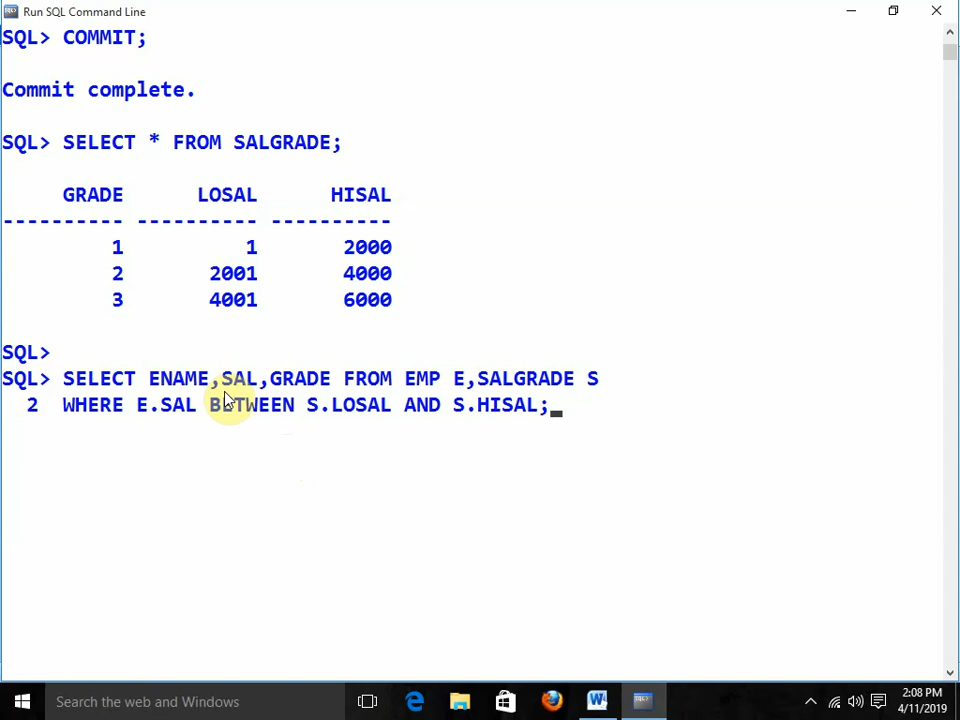 Run SQL Command Line
SQL> COMMIT;
Commit complete.
SQL> SELECT * FROM SALGRADE;
GRADE LOSAL HISAL
---------- ---------- ----------
1 1 2000
2 2001 4000
3 4001 6000
SQL>
SQL> SELECT ENAME,SAL,GRADE FROM EMP E,SALGRADE S
2 WHERE E.SAL BETWEEN S.LOSAL AND S.HISAL;
Search the web and Windows
2:08 PM
4/11/2019